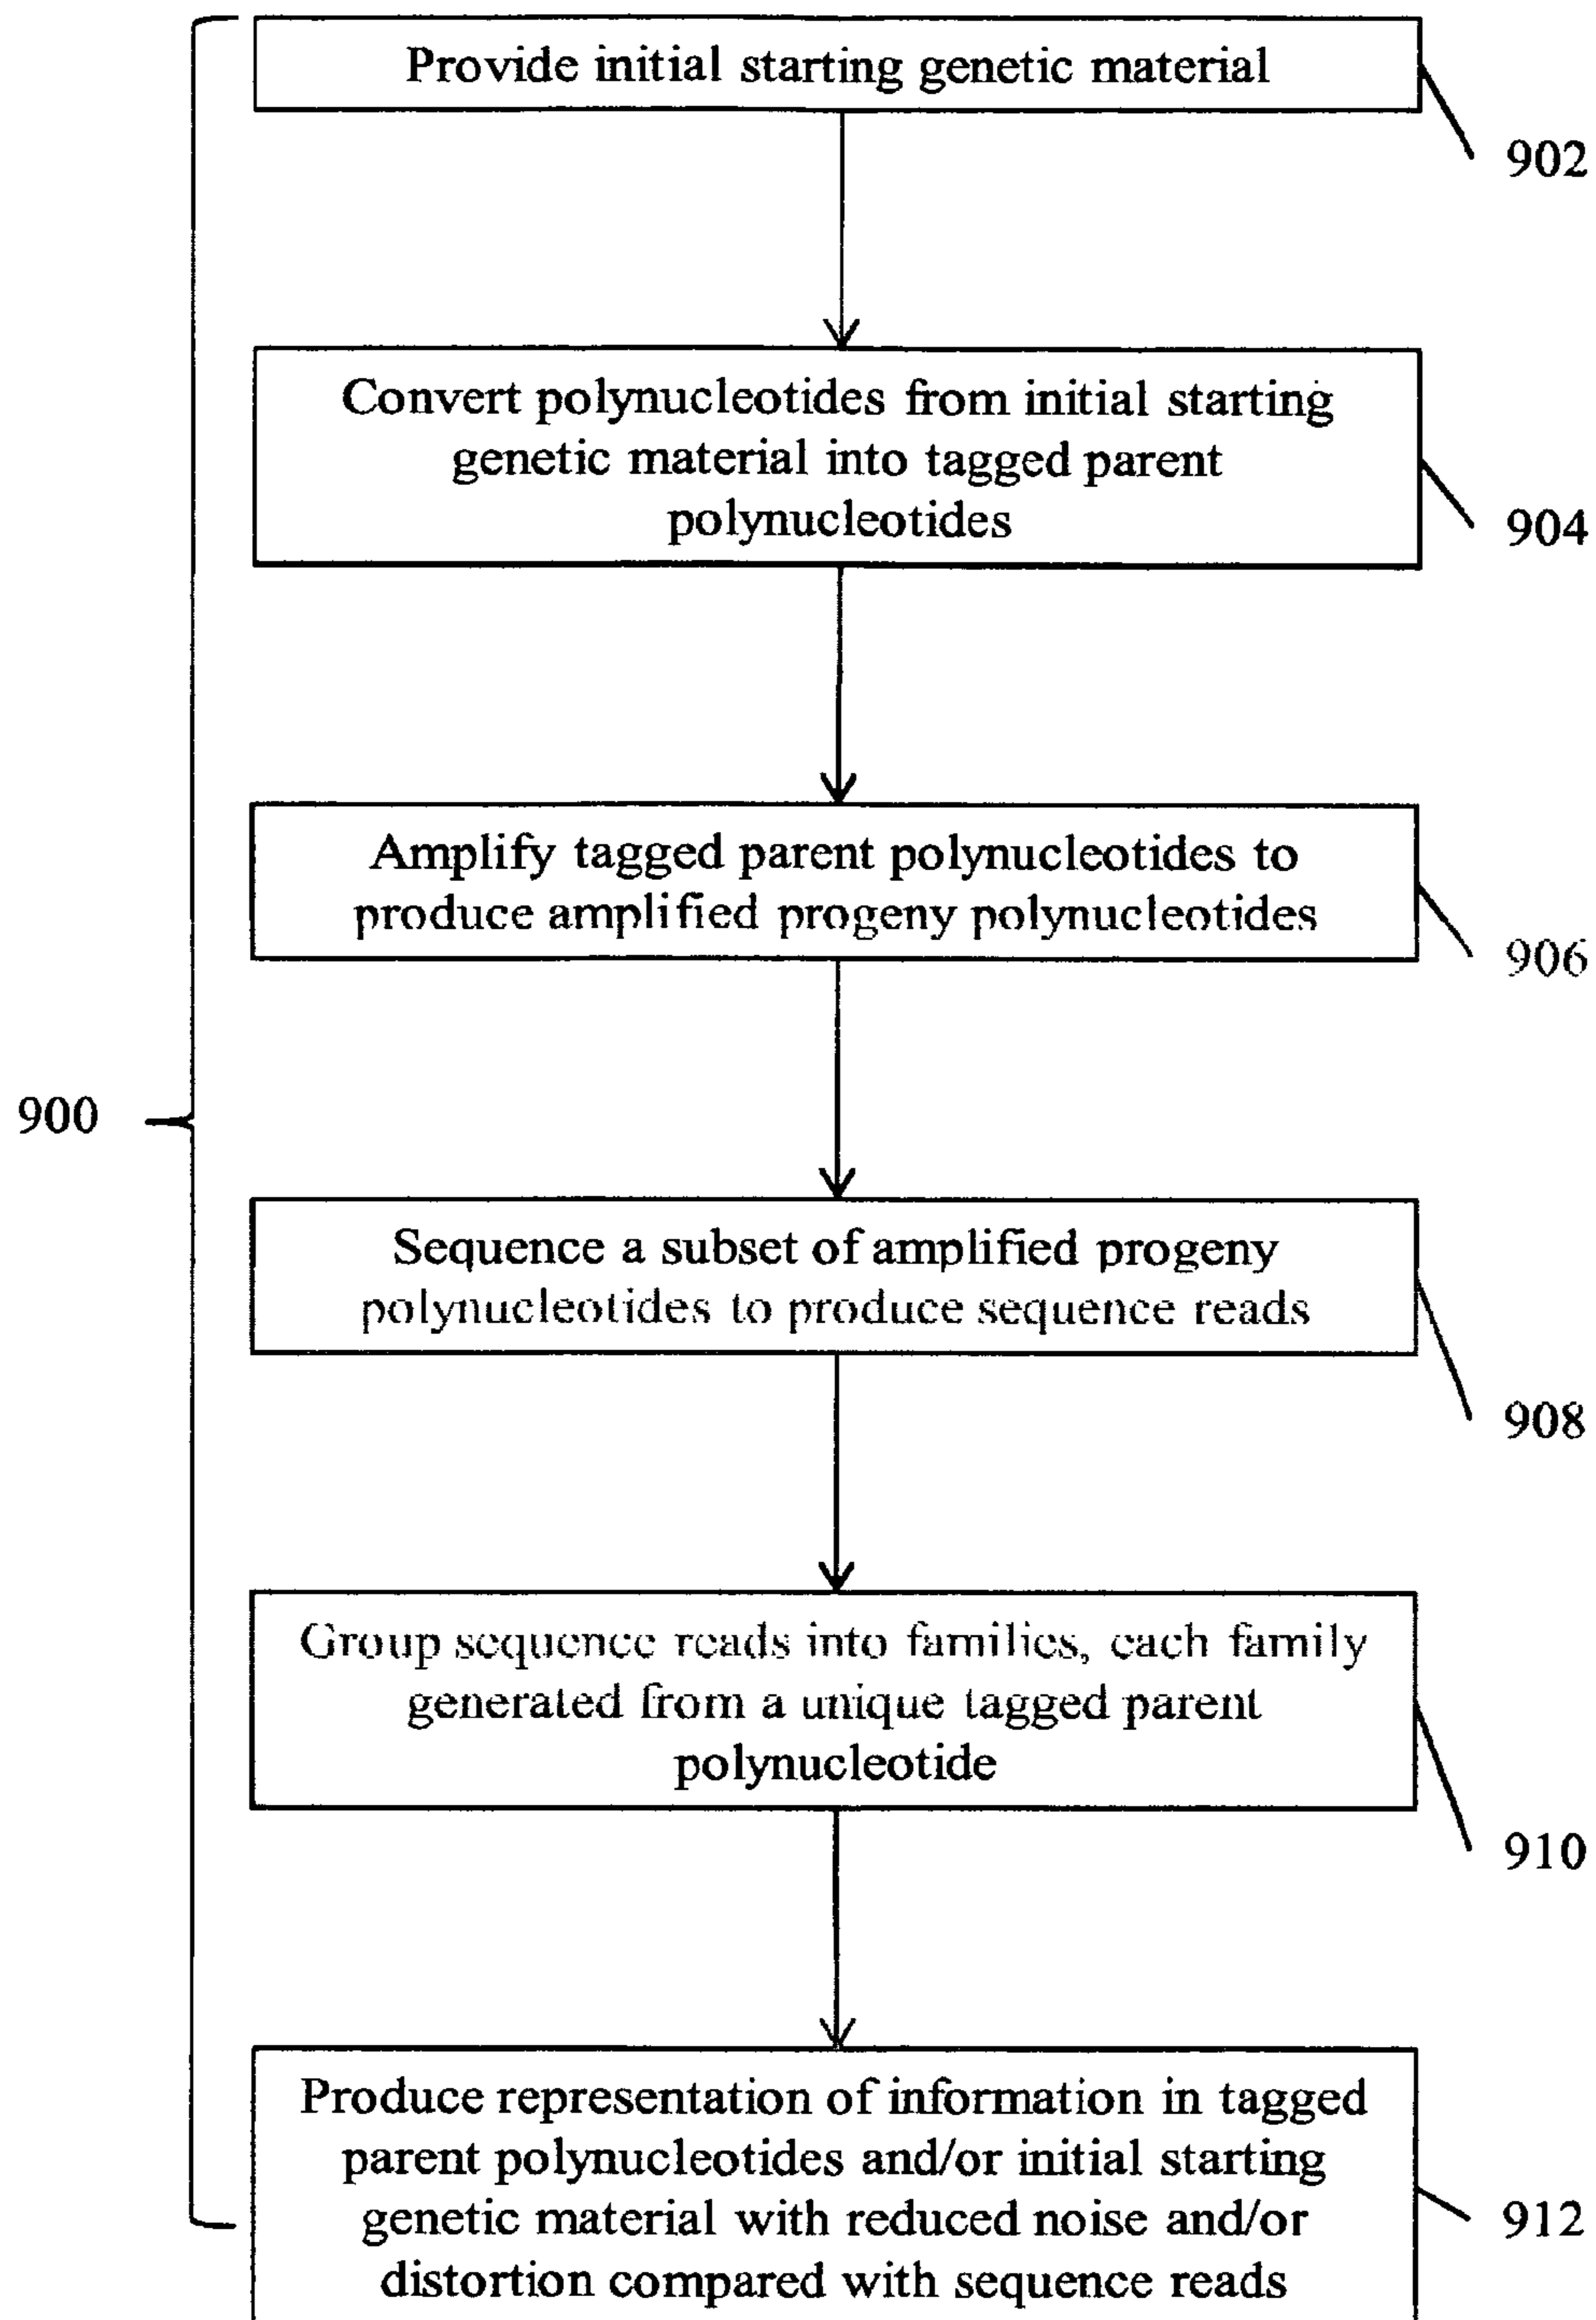 Provide initial starting genetic material
902
Convert polynucleotides from initial starting
genetic material into tagged parent
polynucleotides
904
Amplify tagged parent polynucleotides to
produce amplified progeny polynucleotides
906
900
Sequence a subset of amplified progeny
polynucleotides to produce sequence reads
908
Group sequence reads into families, each family
generated from a unique tagged parent
polynucleotide
910
Produce representation of information in tagged
parent polynucleotides and/or initial starting
genetic material with reduced noise and/or
distortion compared with sequence reads
912